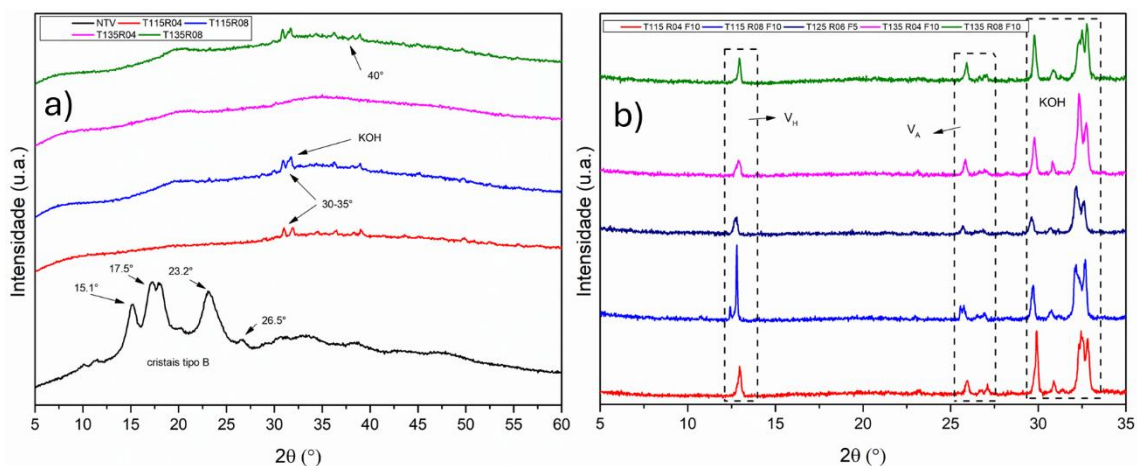 NTV T115R04 T115R08
T135R04 T135R08
a)
40°
KOH
30-35°
15.1°
17.5°
23.2°
26.5°
cristais tipo B
Intensidade (u.a.)
5 10 15 20 25 30 35 40 45 50 55 60
2θ (°)
T115 R04 F10 T115 R08 F10 T125 R06 F5 T135 R04 F10 T135 R08 F10
b)
V_H
V_A
KOH
Intensidade (u.a.)
5 10 15 20 25 30 35
2θ (°)